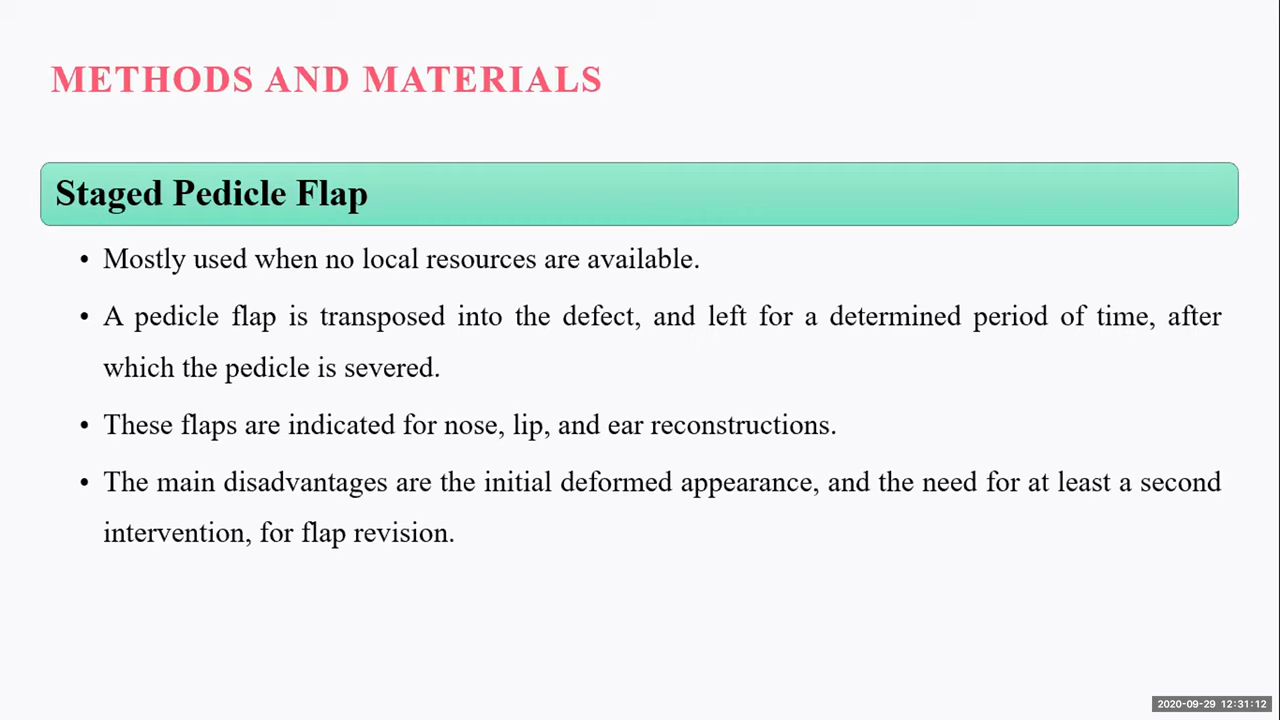 METHODS AND MATERIALS
Staged Pedicle Flap
• Mostly used when no local resources are available.
• A pedicle flap is transposed into the defect, and left for a determined period of time, after
which the pedicle is severed.
• These flaps are indicated for nose, lip, and ear reconstructions.
• The main disadvantages are the initial deformed appearance, and the need for at least a second
intervention, for flap revision.
2020-09-29 12:31:12